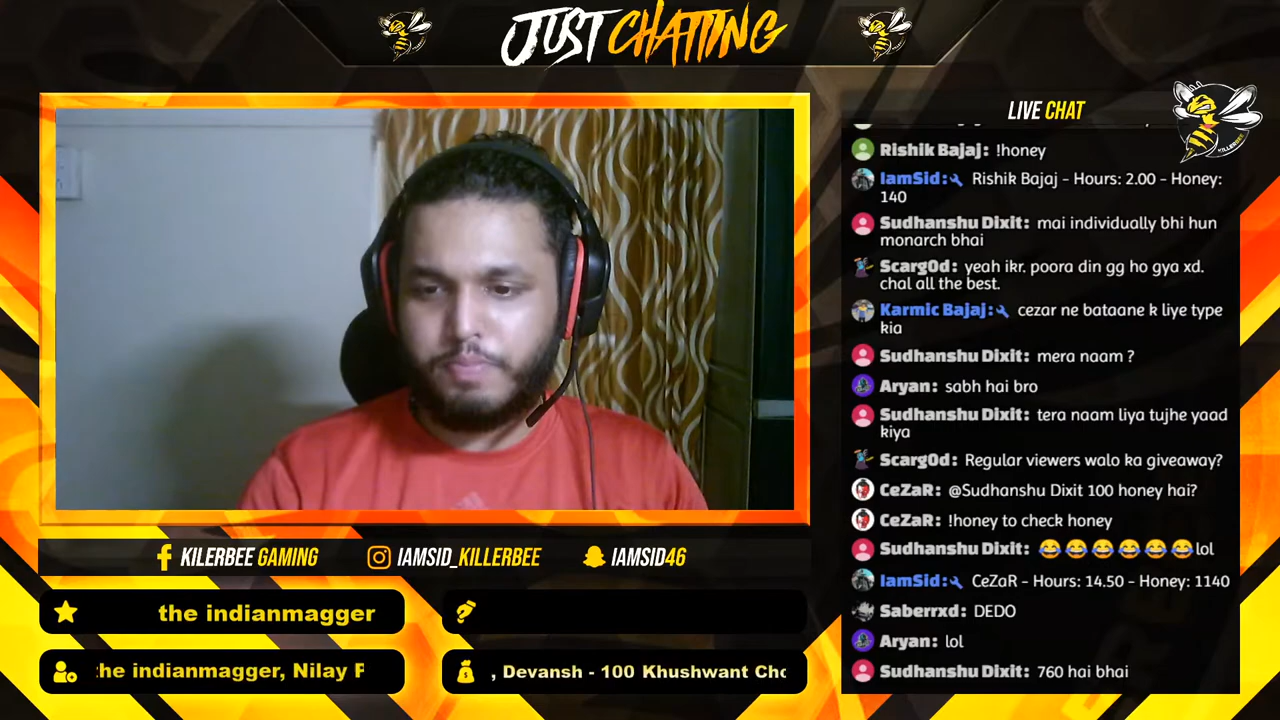 JUST CHATTING
LIVE CHAT
KILLERBEE
Rishik Bajaj: !honey
IamSid: Rishik Bajaj - Hours: 2.00 - Honey:
140
Sudhanshu Dixit: mai individually bhi hun
monarch bhai
Scarg0d: yeah ikr. poora din gg ho gya xd.
chal all the best.
Karmic Bajaj: cezar ne bataane k liye type
kia
Sudhanshu Dixit: mera naam ?
Aryan: sabh hai bro
Sudhanshu Dixit: tera naam liya tujhe yaad
kiya
Scarg0d: Regular viewers walo ka giveaway?
CeZaR: @Sudhanshu Dixit 100 honey hai?
CeZaR: !honey to check honey
Sudhanshu Dixit: 😂😂😂😂😂😂lol
IamSid: CeZaR - Hours: 14.50 - Honey: 1140
Saberrxd: DEDO
Aryan: lol
Sudhanshu Dixit: 760 hai bhai
KILERBEE GAMING
IAMSID_KILLERBEE
IAMSID46
the indianmagger
he indianmagger, Nilay
, Devansh - 100 Khushwant Cho